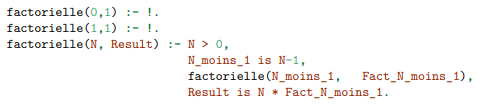 factorielle(0,1) :- !.
factorielle(1,1) :- !.
factorielle(N, Result) :- N > 0,
N_moins_1 is N-1,
factorielle(N_moins_1, Fact_N_moins_1),
Result is N * Fact_N_moins_1.